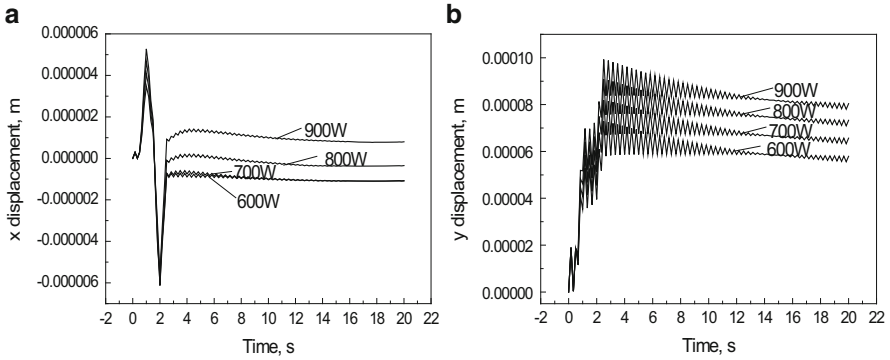 a
0.000006
0.000004
0.000002
0.000000
-0.000002
-0.000004
-0.000006
x displacement, m
900W
800W
700W
600W
-2 0 2 4 6 8 10 12 14 16 18 20 22
Time, s
b
0.00010
0.00008
0.00006
0.00004
0.00002
0.00000
y displacement, m
900W
800W
700W
600W
-2 0 2 4 6 8 10 12 14 16 18 20 22
Time, s